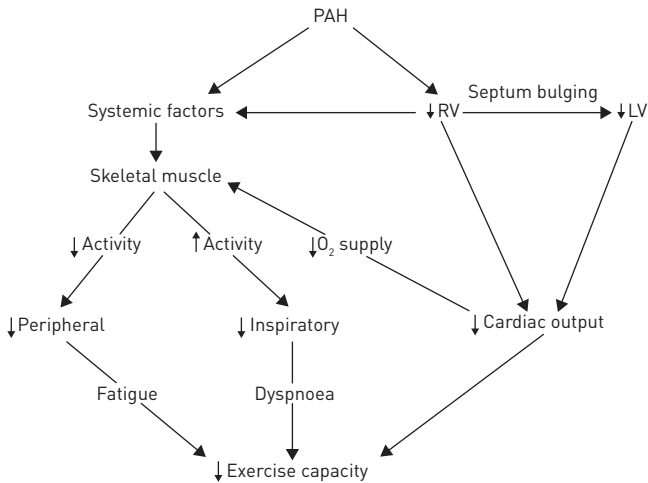 PAH
Septum bulging
Systemic factors ↓RV ↓LV
Skeletal muscle
↓Activity ↑Activity ↓O₂ supply
↓Peripheral ↓Inspiratory ↓Cardiac output
Fatigue Dyspnoea
↓Exercise capacity